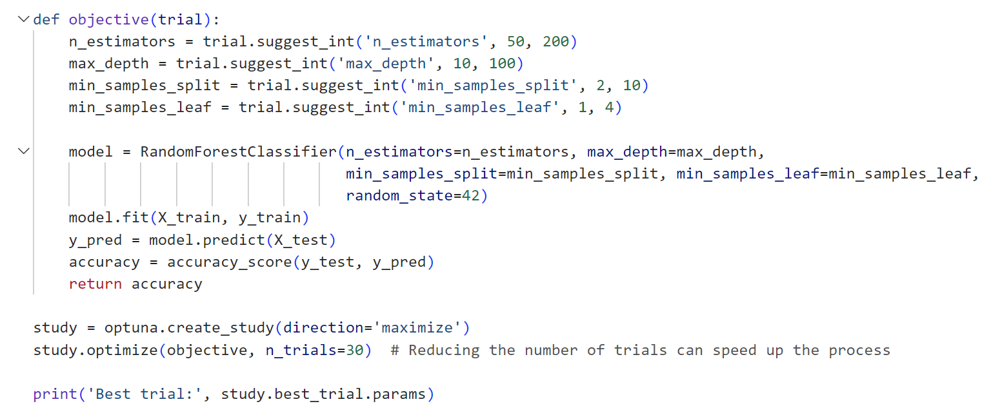 def objective(trial):
    n_estimators = trial.suggest_int('n_estimators', 50, 200)
    max_depth = trial.suggest_int('max_depth', 10, 100)
    min_samples_split = trial.suggest_int('min_samples_split', 2, 10)
    min_samples_leaf = trial.suggest_int('min_samples_leaf', 1, 4)

    model = RandomForestClassifier(n_estimators=n_estimators, max_depth=max_depth,
                                   min_samples_split=min_samples_split, min_samples_leaf=min_samples_leaf,
                                   random_state=42)
    model.fit(X_train, y_train)
    y_pred = model.predict(X_test)
    accuracy = accuracy_score(y_test, y_pred)
    return accuracy

study = optuna.create_study(direction='maximize')
study.optimize(objective, n_trials=30)  # Reducing the number of trials can speed up the process

print('Best trial:', study.best_trial.params)